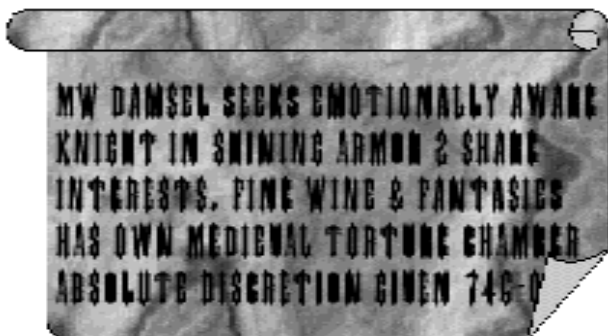 MW DAMSEL SEEKS EMOTIONALLY AWARE
KNIGHT IN SHINING ARMOR 2 SHARE
INTERESTS, FINE WINE & FANTASIES
HAS OWN MEDIEVAL TORTURE CHAMBER
ABSOLUTE DISCRETION GIVEN